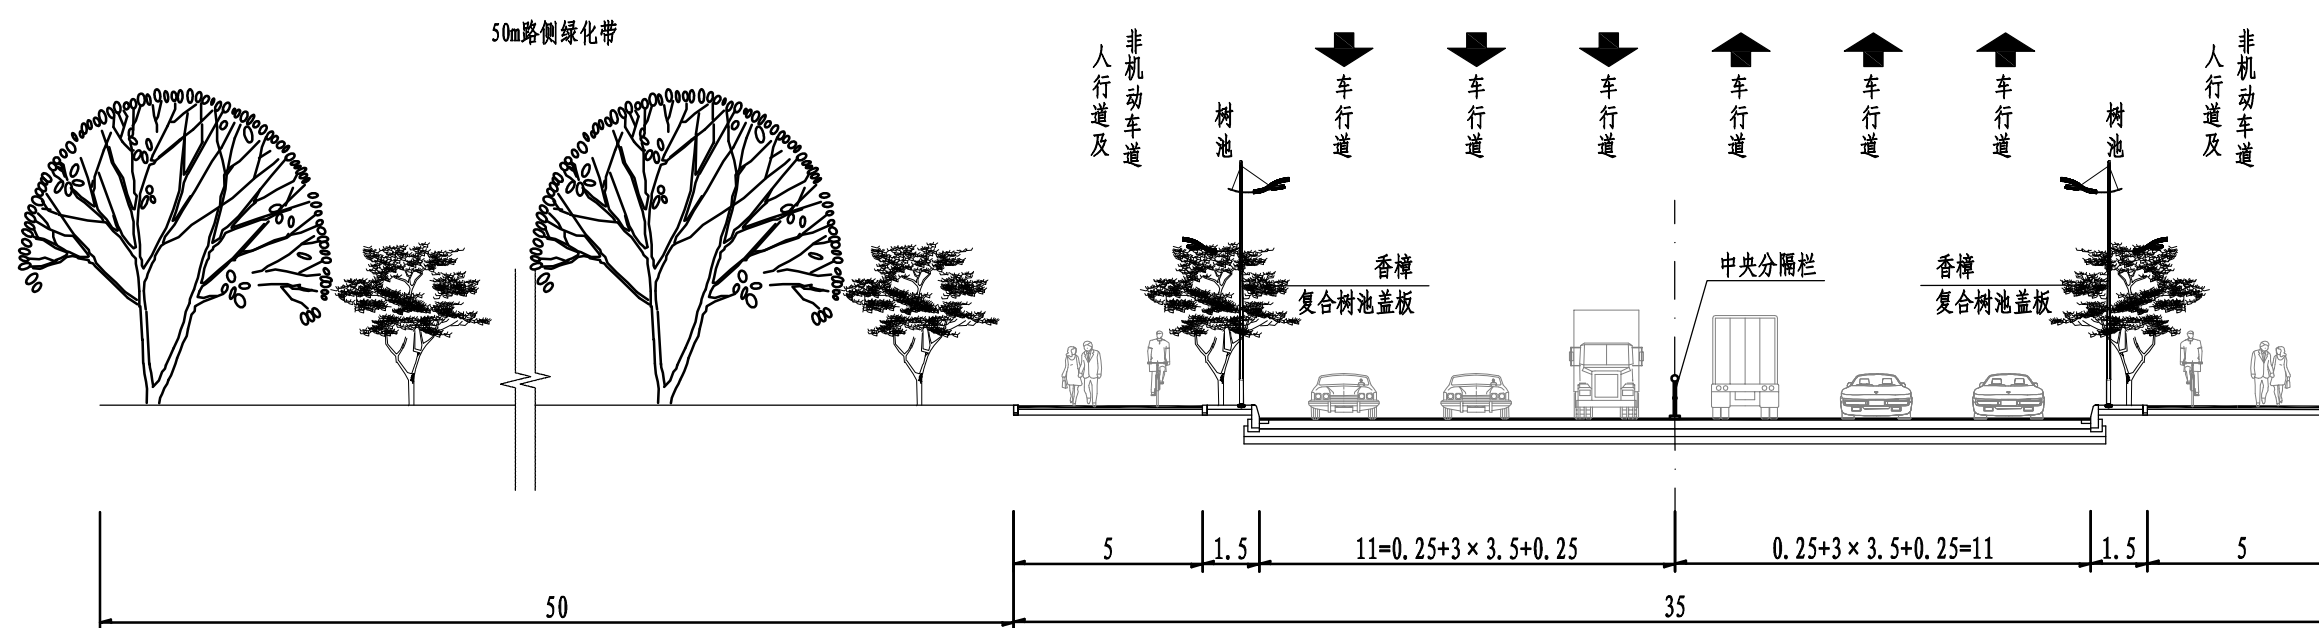 50m路侧绿化带
人行道及
非机动车道
树池
车行道
车行道
车行道
车行道
车行道
车行道
树池
人行道及
非机动车道
香樟
复合树池盖板
中央分隔栏
香樟
复合树池盖板
5
1.5
11=0.25+3×3.5+0.25
0.25+3×3.5+0.25=11
1.5
5
50
35